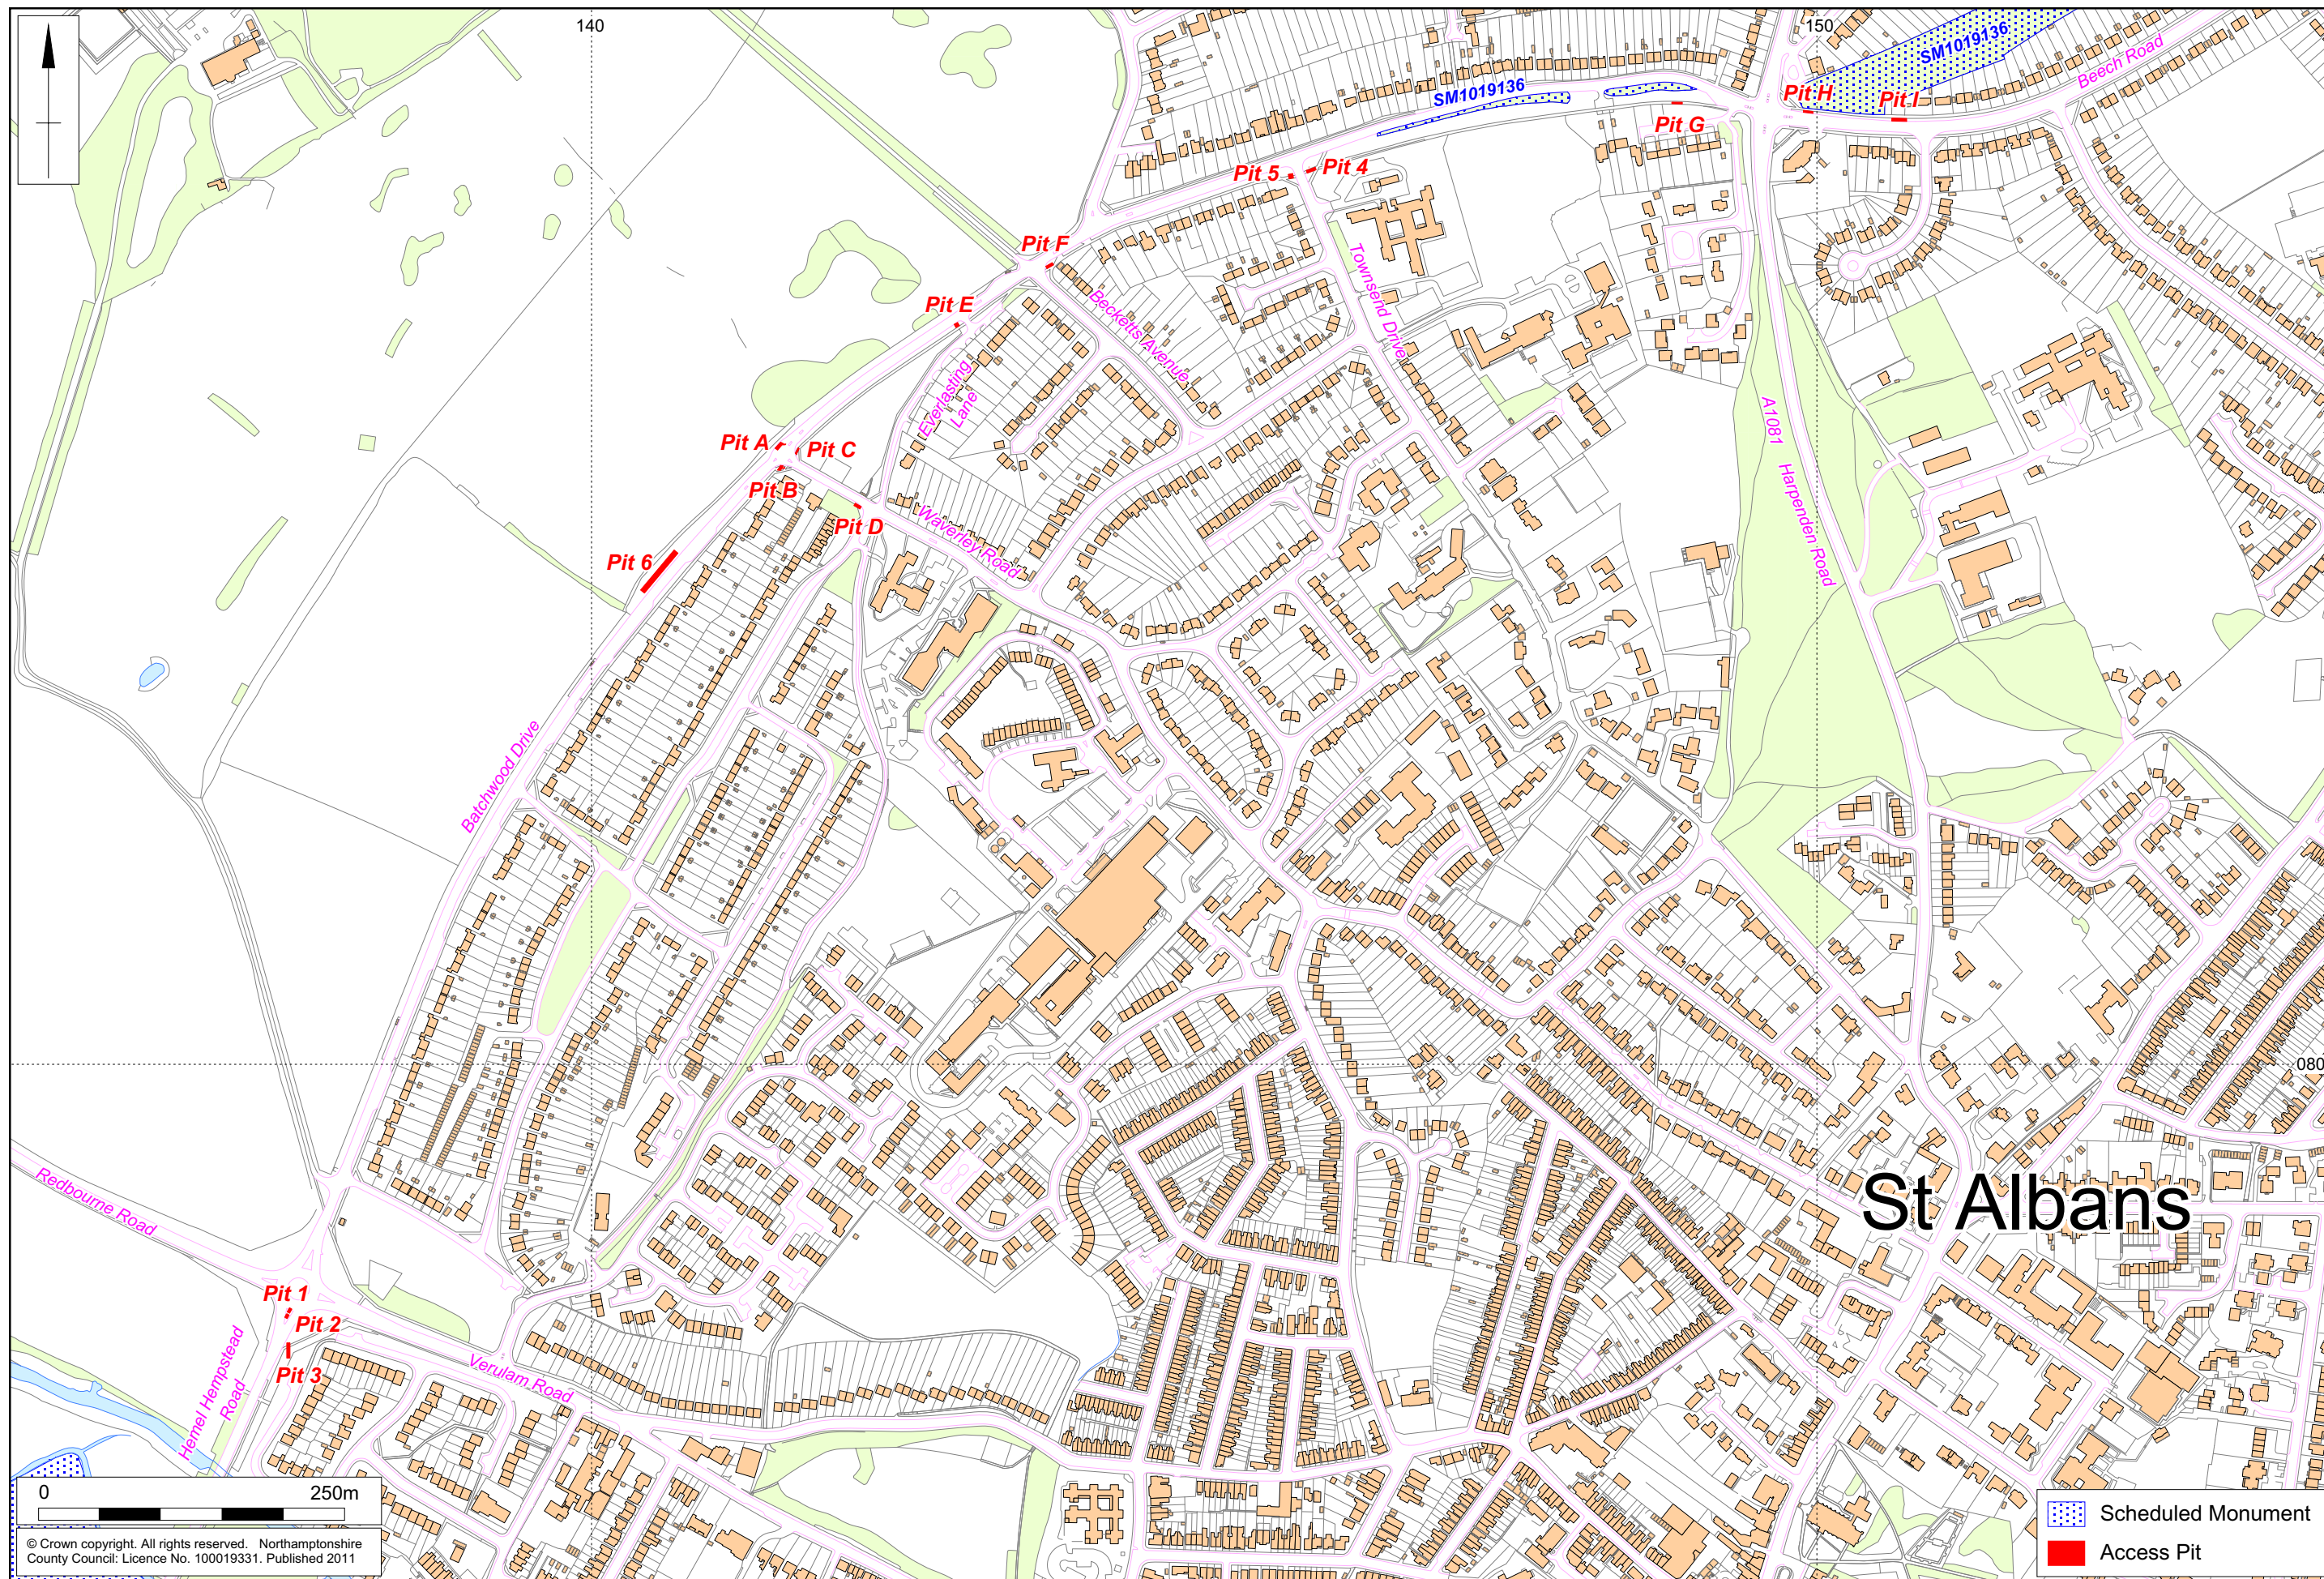 140
150
SM1019136
Beech Road
SM1019136
Pit H
Pit I
Pit G
Pit 5
Pit 4
Pit F
Townsend Drive
Becketts Avenue
Pit E
Everlasting
Lane
A1081 Harpenden Road
Pit A
Pit C
Pit B
Pit D
Waverley Road
Pit 6
Batchwood Drive
080
Redbourne Road
St Albans
Pit 1
Pit 2
Pit 3
Hemel Hempstead
Road
Verulam Road
0 250m
© Crown copyright. All rights reserved. Northamptonshire
County Council: Licence No. 100019331. Published 2011
Scheduled Monument
Access Pit